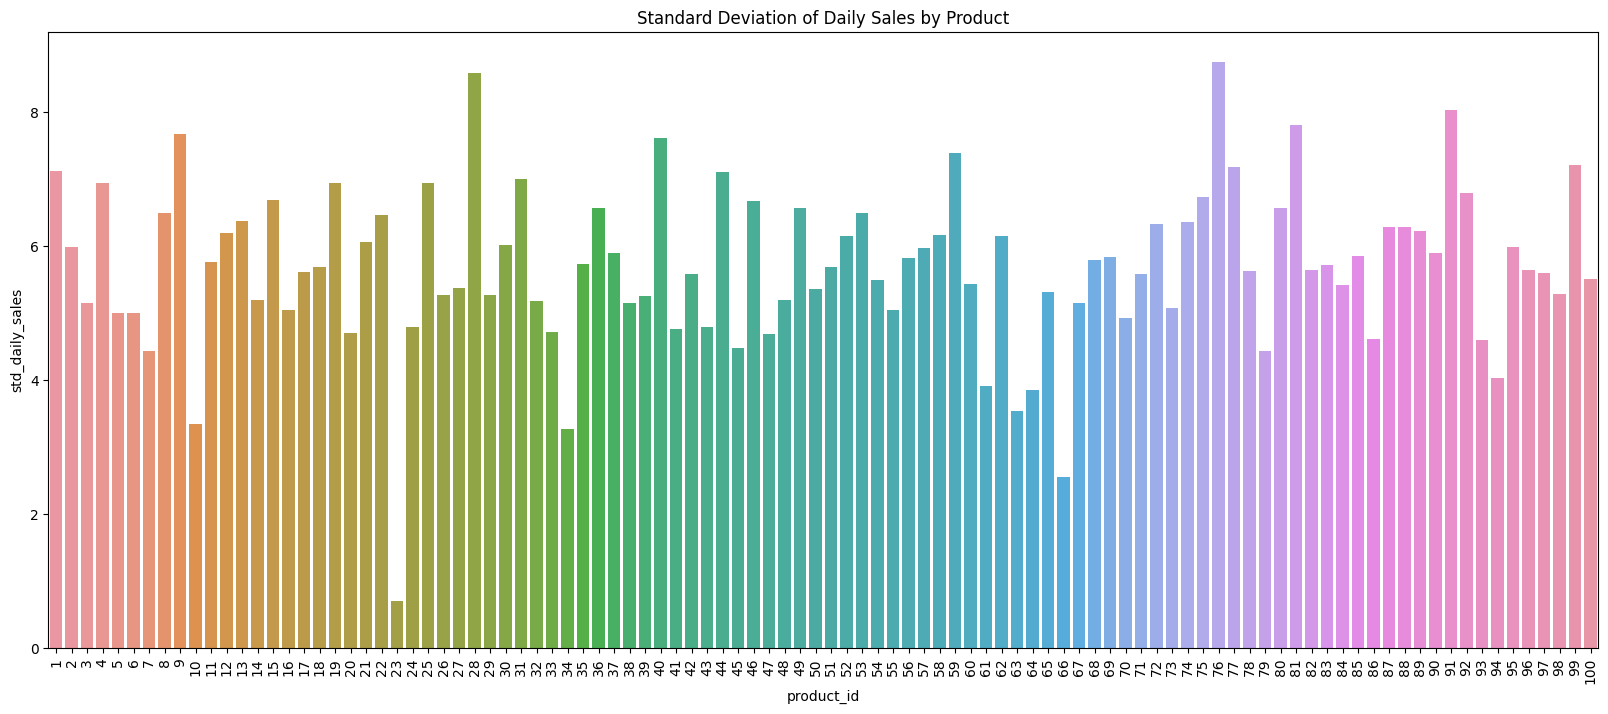 Standard Deviation of Daily Sales by Product
8
6
4
2
0
std_daily_sales
1 2 3 4 5 6 7 8 9 10 11 12 13 14 15 16 17 18 19 20 21 22 23 24 25 26 27 28 29 30 31 32 33 34 35 36 37 38 39 40 41 42 43 44 45 46 47 48 49 50 51 52 53 54 55 56 57 58 59 60 61 62 63 64 65 66 67 68 69 70 71 72 73 74 75 76 77 78 79 80 81 82 83 84 85 86 87 88 89 90 91 92 93 94 95 96 97 98 99 100
product_id